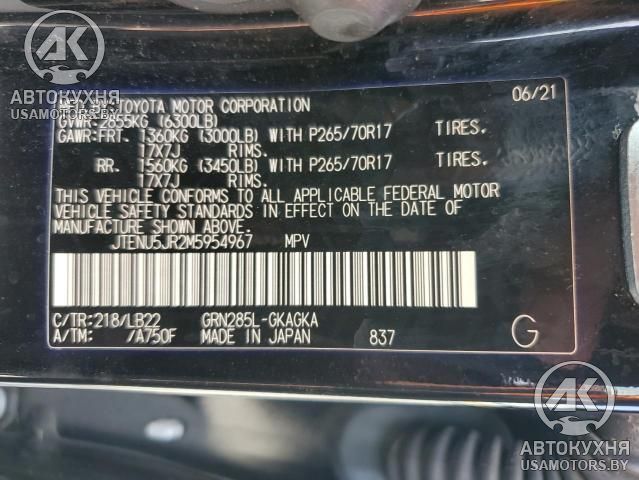 AK
АВТОКУХНЯ
USAMOTORS.BY
TOYOTA MOTOR CORPORATION 06/21
GVWR: 2855KG (6300LB)
GAWR:FRT. 1360KG (3000LB) WITH P265/70R17 TIRES.
17X7J RIMS.
RR. 1560KG (3450LB) WITH P265/70R17 TIRES.
17X7J RIMS.
THIS VEHICLE CONFORMS TO ALL APPLICABLE FEDERAL MOTOR
VEHICLE SAFETY STANDARDS IN EFFECT ON THE DATE OF
MANUFACTURE SHOWN ABOVE.
JTENU5JR2M5954967 MPV
C/TR:218/LB22 GRN285L-GKAGKA
A/TM: /A750F MADE IN JAPAN 837 G
AK
АВТОКУХНЯ
USAMOTORS.BY